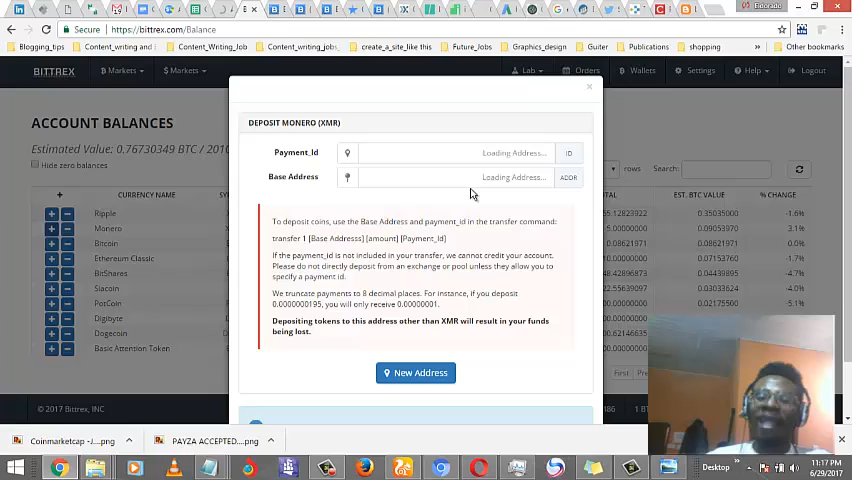 Eldorado
Secure
https://bittrex.com/Balance
Blogging_tips
Content writing and
Content_Writing_Job
Content_writing_jobs
create_a_site_like this
Future_Jobs
Graphics_design
Guiter
Publications
shopping
Other bookmarks
BITTREX
Ƀ Markets
$ Markets
Lab
Orders
Wallets
Settings
Help
Logout
ACCOUNT BALANCES
Estimated Value: 0.76730349 BTC / 2010
Hide zero balances
rows
Search:
+
CURRENCY NAME
EST. BTC VALUE
% CHANGE
Ripple
0.35035000
-1.6%
Monero
0.09053970
3.1%
Bitcoin
0.08621971
0.0%
Ethereum Classic
-1.7%
BitShares
0.04439895
-4.7%
Siacoin
0.03033624
-4.0%
PotCoin
0.02175500
-5.1%
Digibyte
Dogecoin
Basic Attention Token
First
© 2017 Bittrex, INC
DEPOSIT MONERO (XMR)
Payment_Id
Loading Address...
ID
Base Address
Loading Address...
ADDR
To deposit coins, use the Base Address and payment_id in the transfer command:
transfer 1 [Base Addresss] [amount] [Payment_Id]
If the payment_id is not included in your transfer, we cannot credit your account.
Please do not directly deposit from an exchange or pool unless they allow you to
specify a payment id.
We truncate payments to 8 decimal places. For instance, if you deposit
0.0000000195, you will only receive 0.00000001.
Depositing tokens to this address other than XMR will result in your funds
being lost.
New Address
Coinmarketcap -J....png
PAYZA ACCEPTED....png
Desktop
11:17 PM
6/29/2017